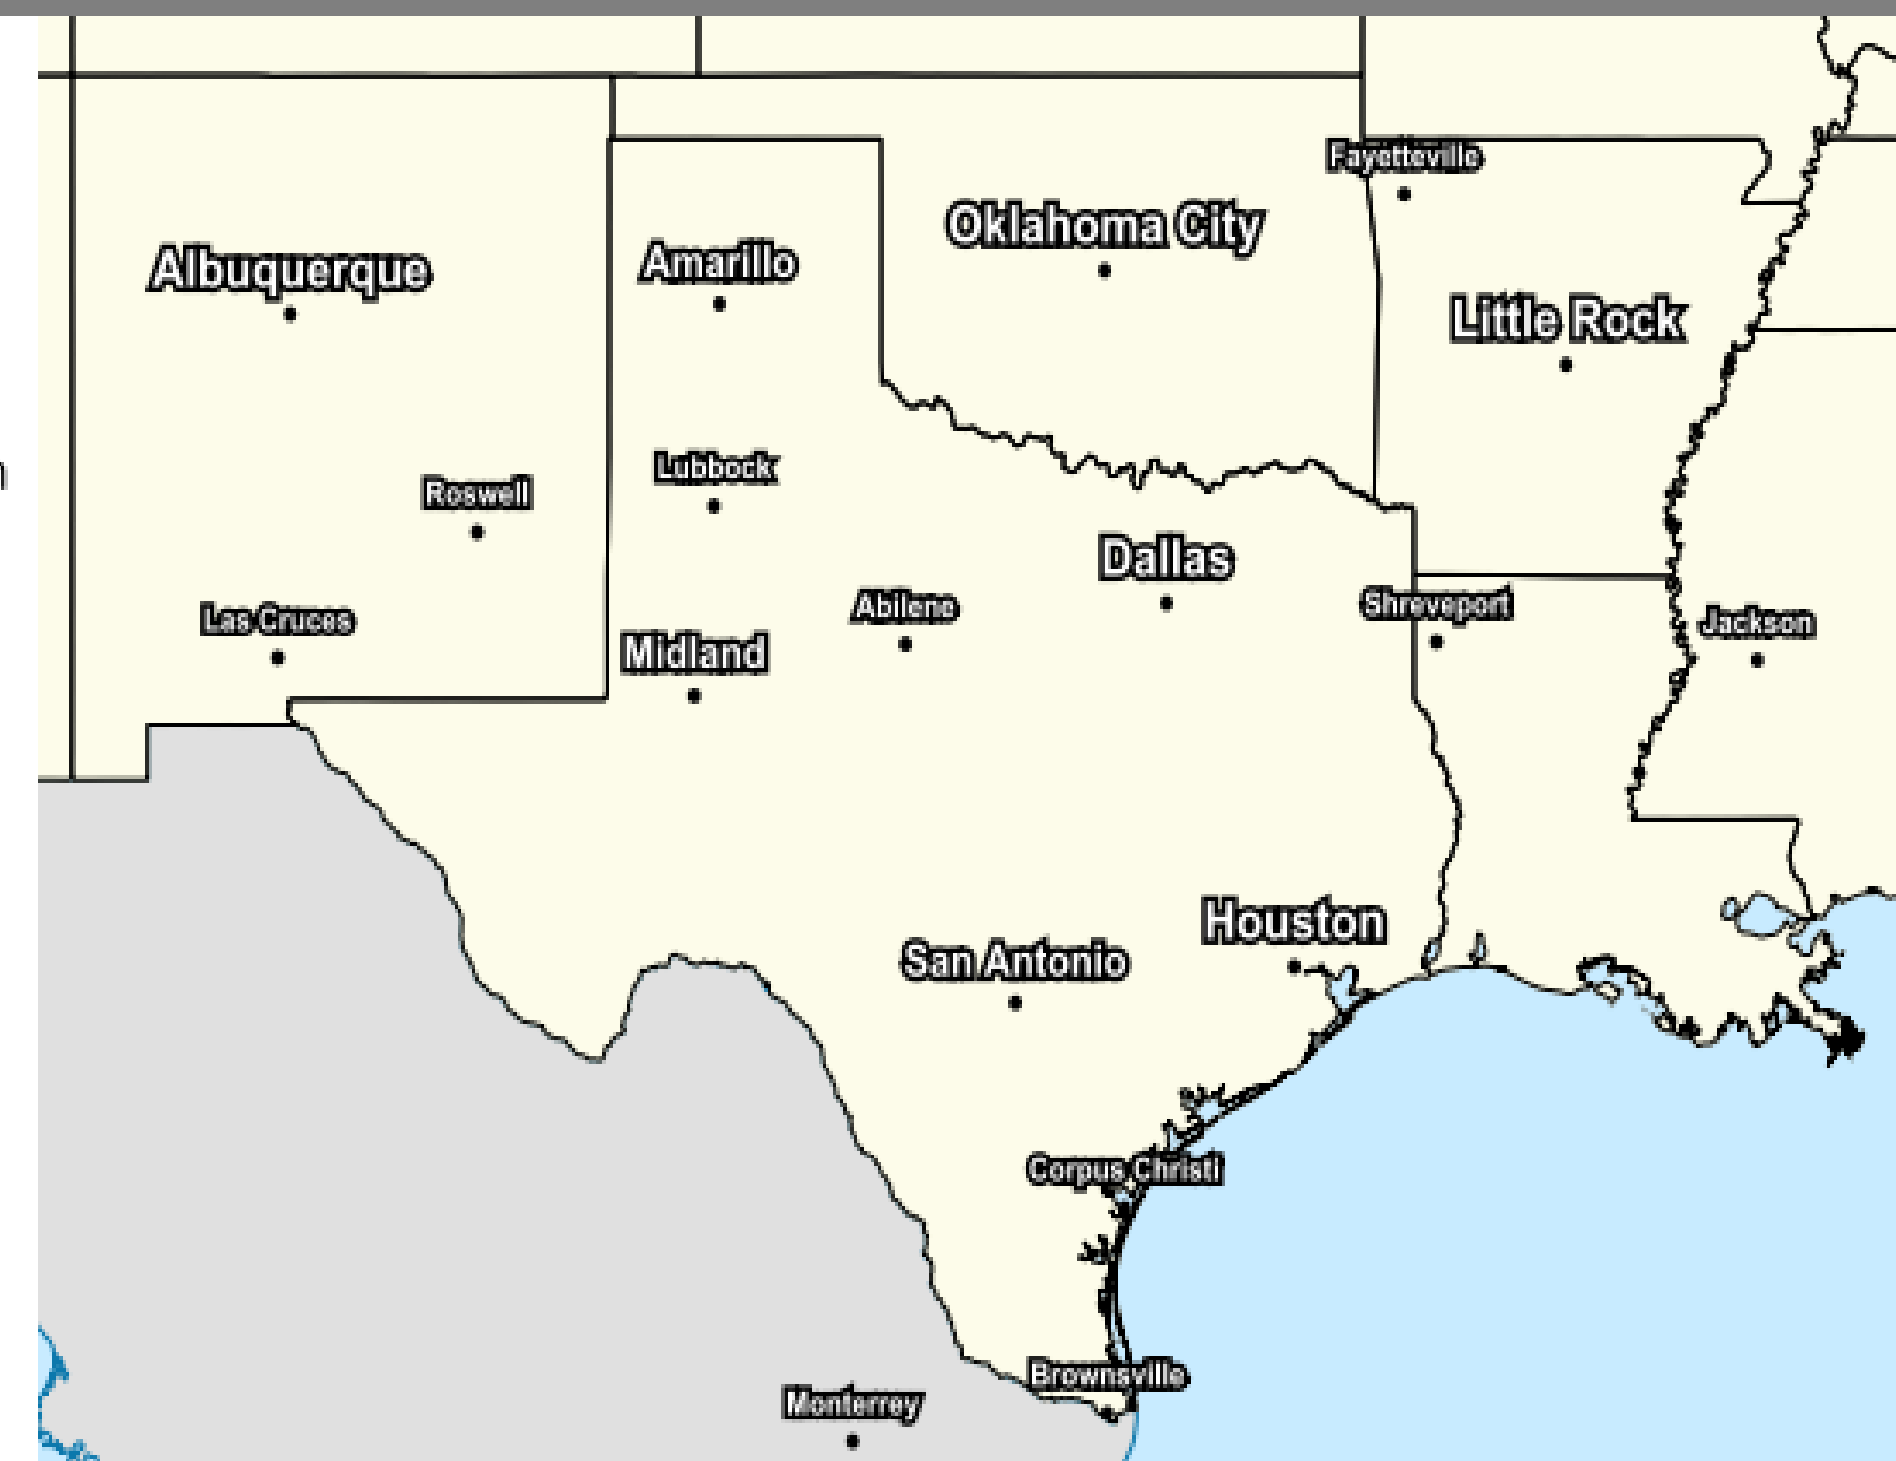 Fayetteville
Oklahoma City
Albuquerque
Amarillo
Little Rock
Lubbock
Roswell
Dallas
Abilene
Shreveport
Las Cruces
Jackson
Midland
Houston
San Antonio
Corpus Christi
Brownsville
Monterrey